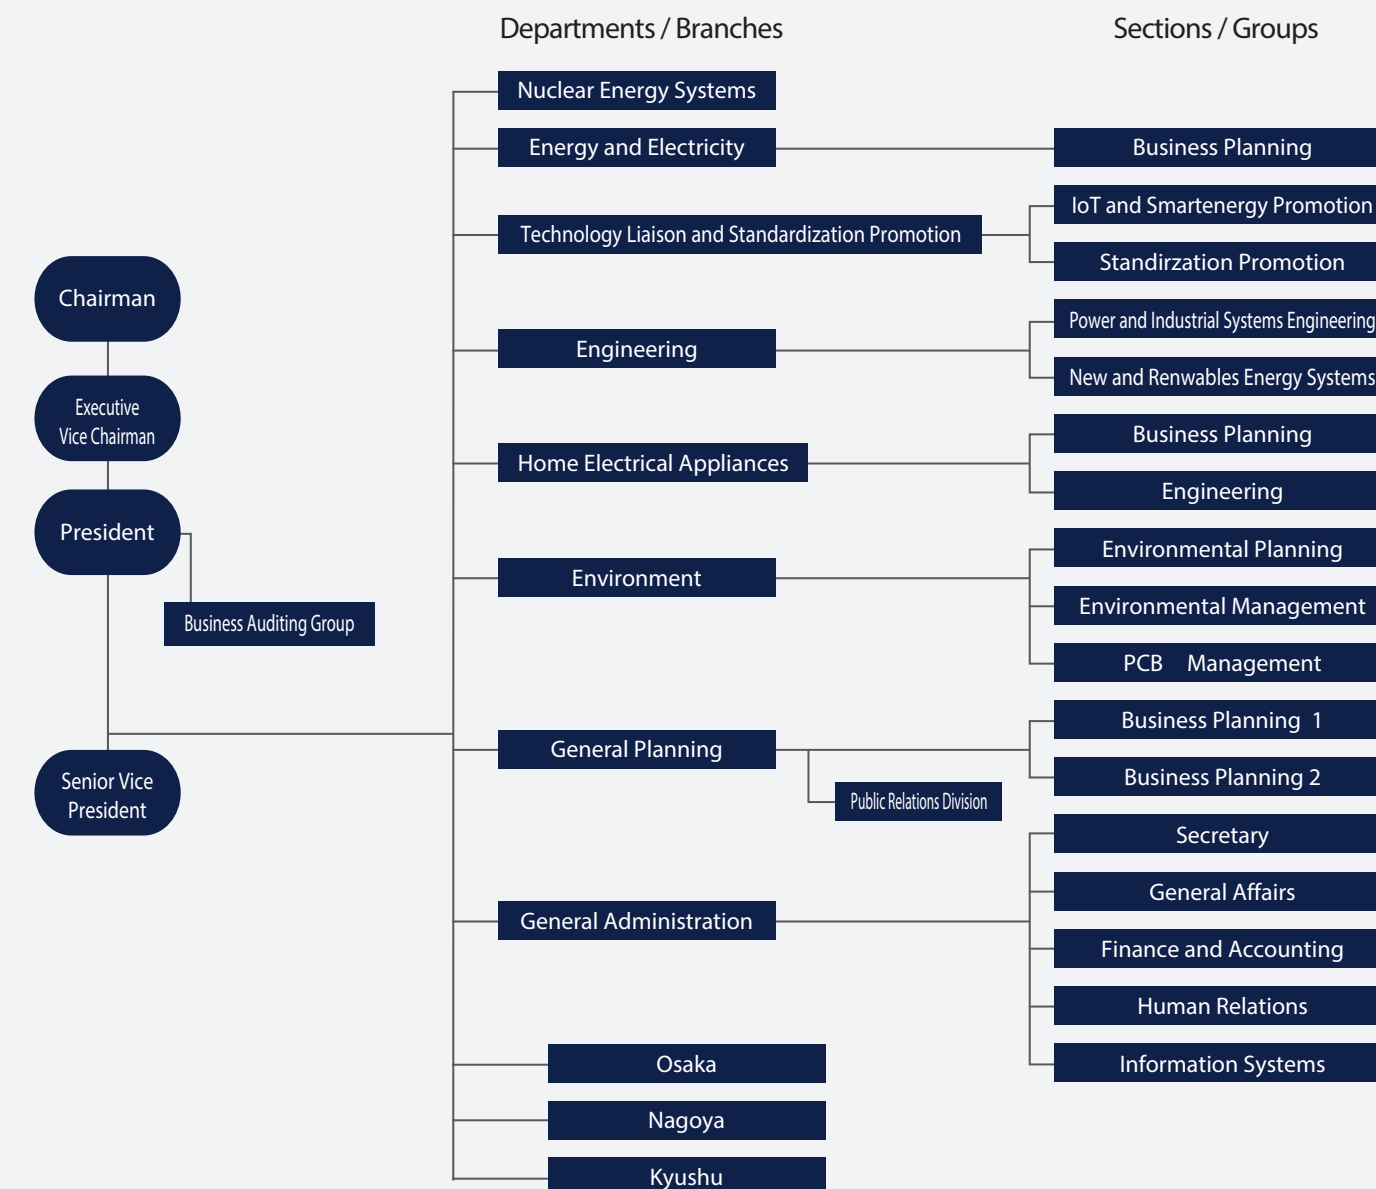 Departments / Branches
Sections / Groups
Chairman
Executive
Vice Chairman
President
Business Auditing Group
Senior Vice
President
Nuclear Energy Systems
Energy and Electricity
Business Planning
Technology Liaison and Standardization Promotion
IoT and Smartenergy Promotion
Standirzation Promotion
Engineering
Power and Industrial Systems Engineering
New and Renwables Energy Systems
Home Electrical Appliances
Business Planning
Engineering
Environment
Environmental Planning
Environmental Management
PCB Management
General Planning
Public Relations Division
Business Planning 1
Business Planning 2
General Administration
Secretary
General Affairs
Finance and Accounting
Human Relations
Information Systems
Osaka
Nagoya
Kyushu